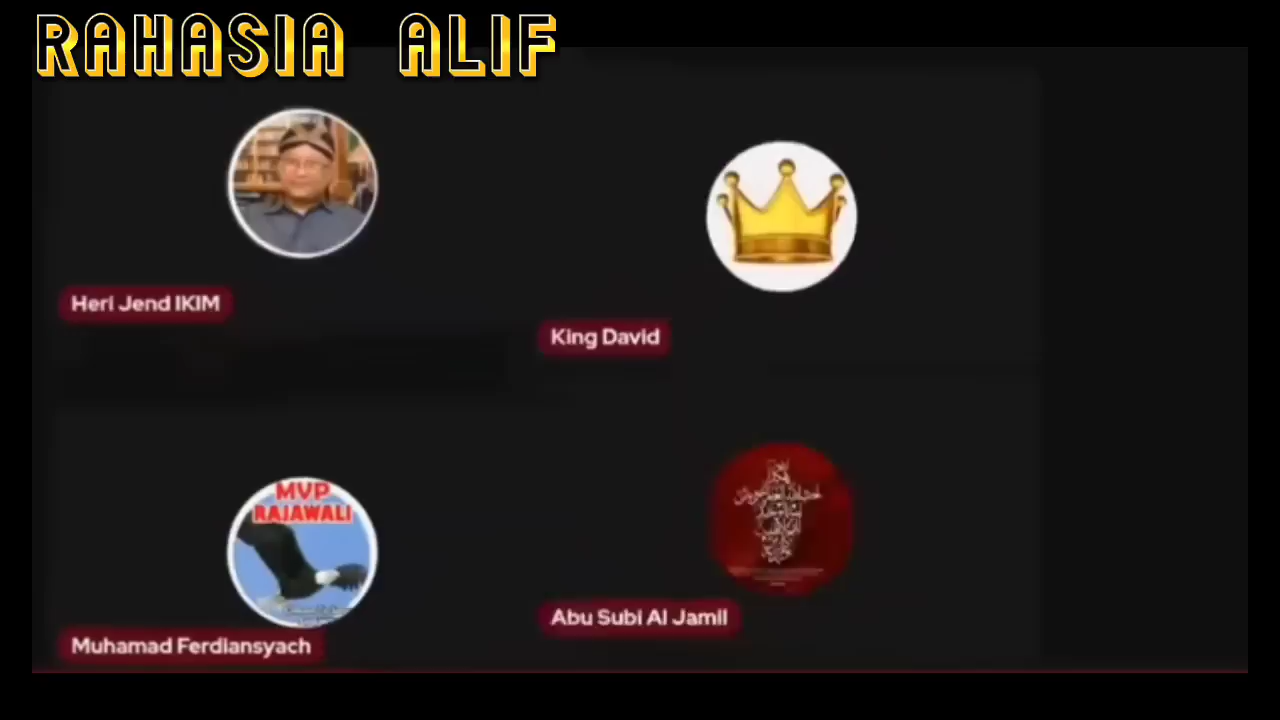 RAHASIA ALIF
Heri Jend IKIM
King David
MVP
RAJAWALI
Muhamad Ferdiansyach
Abu Subi Al Jamil